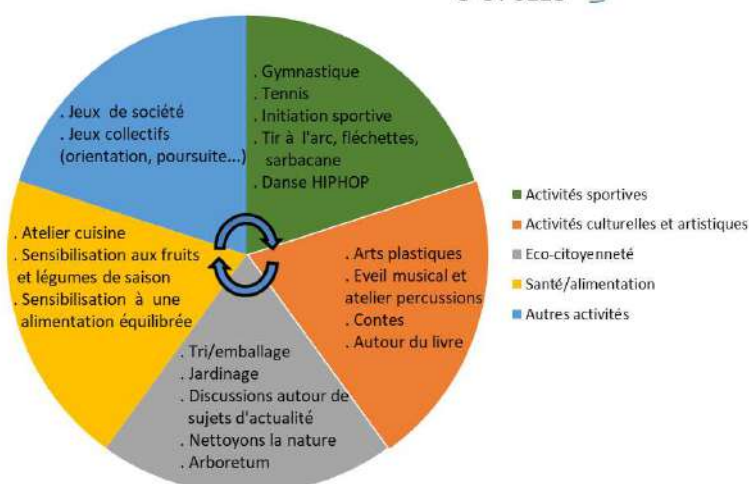 . Gymnastique
. Tennis
. Initiation sportive
. Tir à l'arc, fléchettes,
sarbacane
. Danse HIPHOP
. Arts plastiques
. Eveil musical et
atelier percussions
. Contes
. Autour du livre
. Tri/emballage
. Jardinage
. Discussions autour de
sujets d'actualité
. Nettoyons la nature
. Arboretum
. Atelier cuisine
. Sensibilisation aux fruits
et légumes de saison
. Sensibilisation à une
alimentation équilibrée
. Jeux de société
. Jeux collectifs
(orientation, poursuite...)
Activités sportives
Activités culturelles et artistiques
Eco-citoyenneté
Santé/alimentation
Autres activités